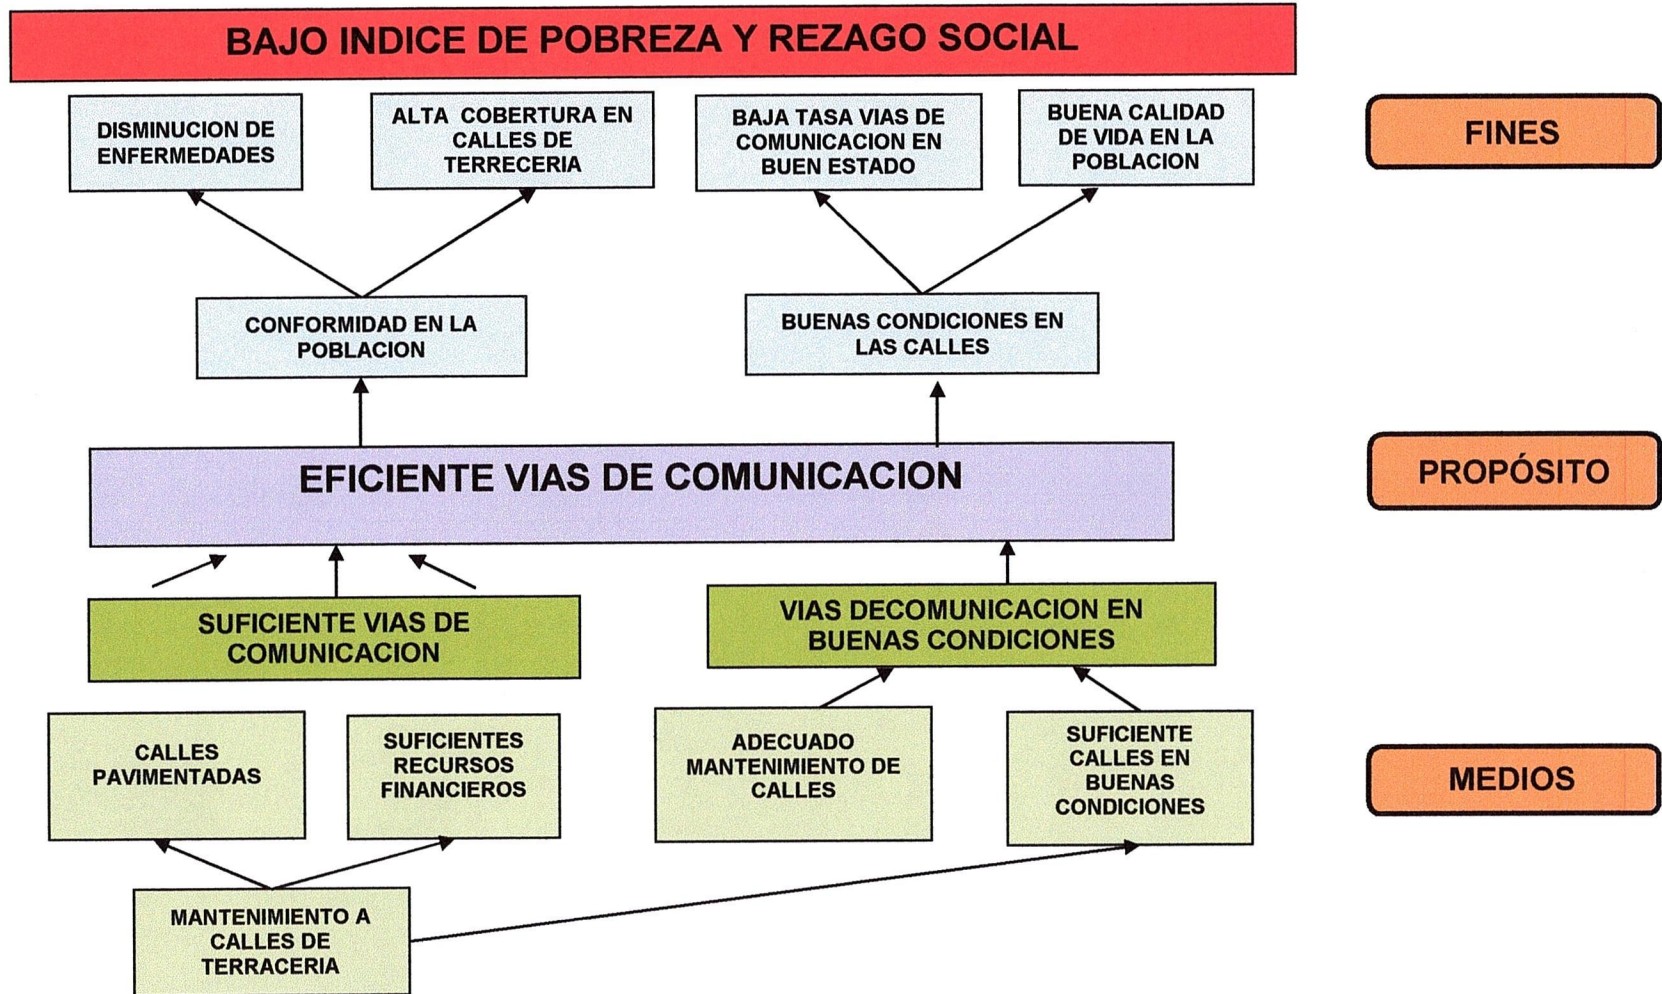 BAJO INDICE DE POBREZA Y REZAGO SOCIAL
DISMINUCION DE
ENFERMEDADES
ALTA COBERTURA EN
CALLES DE
TERRECERIA
BAJA TASA VIAS DE
COMUNICACION EN
BUEN ESTADO
BUENA CALIDAD
DE VIDA EN LA
POBLACION
FINES
CONFORMIDAD EN LA
POBLACION
BUENAS CONDICIONES EN
LAS CALLES
EFICIENTE VIAS DE COMUNICACION
PROPÓSITO
SUFICIENTE VIAS DE
COMUNICACION
VIAS DECOMUNICACION EN
BUENAS CONDICIONES
CALLES
PAVIMENTADAS
SUFICIENTES
RECURSOS
FINANCIEROS
ADECUADO
MANTENIMIENTO DE
CALLES
SUFICIENTE
CALLES EN
BUENAS
CONDICIONES
MEDIOS
MANTENIMIENTO A
CALLES DE
TERRACERIA